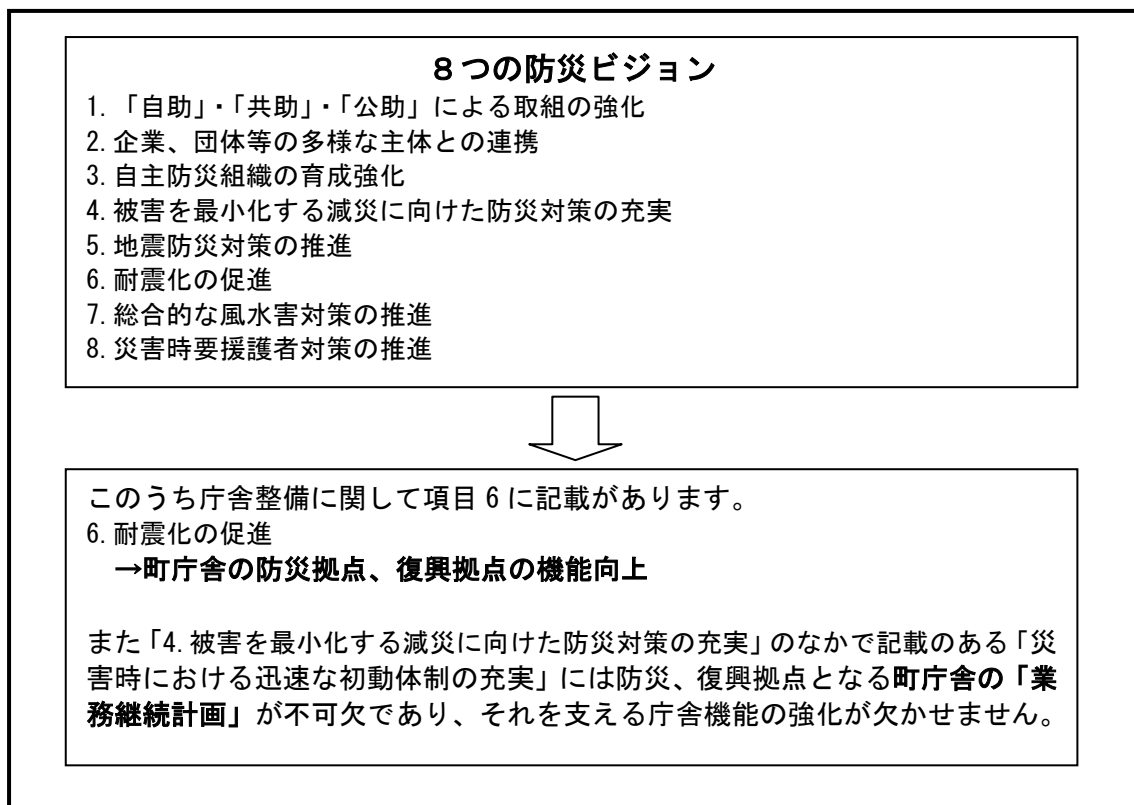 ８つの防災ビジョン
1. 「自助」・「共助」・「公助」による取組の強化
2. 企業、団体等の多様な主体との連携
3. 自主防災組織の育成強化
4. 被害を最小化する減災に向けた防災対策の充実
5. 地震防災対策の推進
6. 耐震化の促進
7. 総合的な風水害対策の推進
8. 災害時要援護者対策の推進
このうち庁舎整備に関して項目 6 に記載があります。
6. 耐震化の促進
→町庁舎の防災拠点、復興拠点の機能向上
また「4. 被害を最小化する減災に向けた防災対策の充実」のなかで記載のある「災
害時における迅速な初動体制の充実」には防災、復興拠点となる町庁舎の「業
務継続計画」が不可欠であり、それを支える庁舎機能の強化が欠かせません。